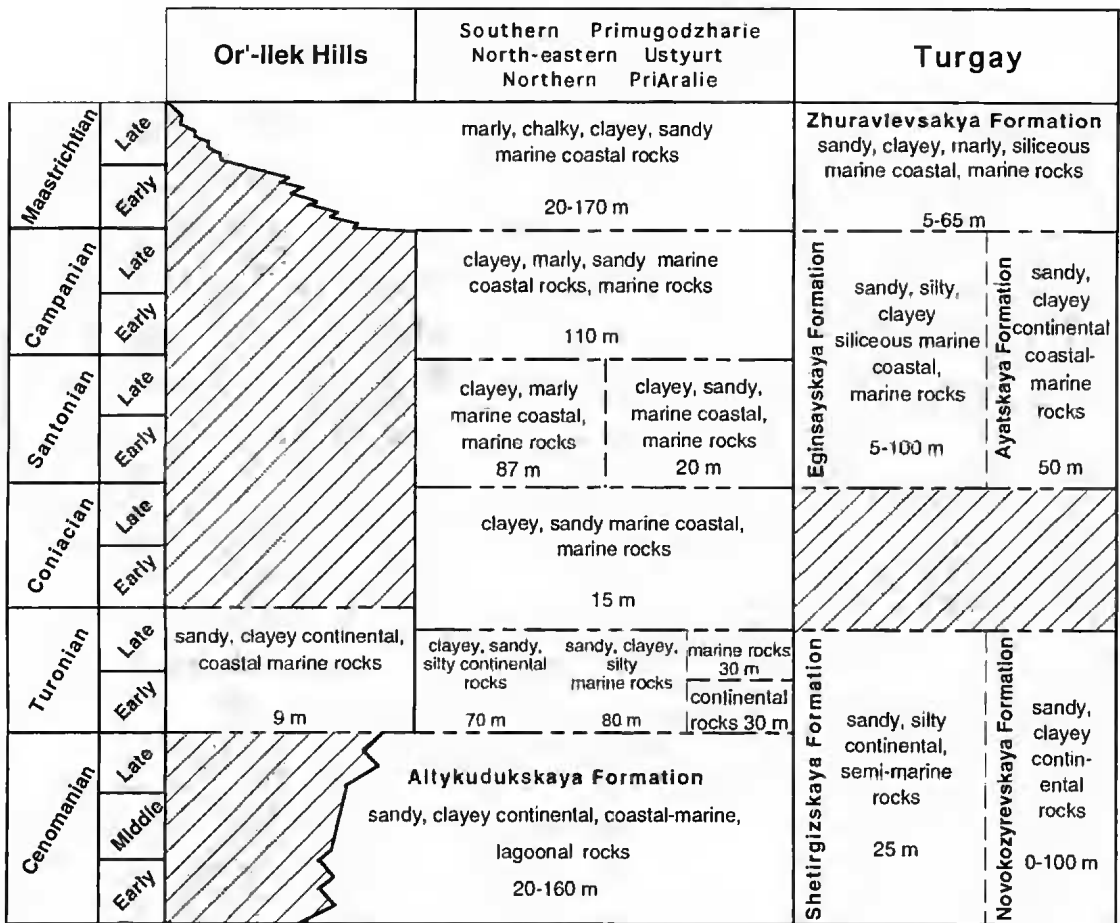 Or'-Ilek Hills
Southern Primugodzharie
North-eastern Ustyurt
Northern PriAralie
Turgay
Maastrichtian
Late
Early
marly, chalky, clayey, sandy
marine coastal rocks
20-170 m
Zhuravlevsakya Formation
sandy, clayey, marly, siliceous
marine coastal, marine rocks
5-65 m
Campanian
Late
Early
clayey, marly, sandy marine
coastal rocks, marine rocks
110 m
Santonian
Late
Early
clayey, marly
marine coastal,
marine rocks
87 m
clayey, sandy,
marine coastal,
marine rocks
20 m
Eginsayskaya Formation
sandy, silty,
clayey
siliceous marine
coastal,
marine rocks
5-100 m
Ayatskaya Formation
sandy,
clayey
continental
coastal-
marine
rocks
50 m
Coniacian
Late
Early
clayey, sandy marine coastal,
marine rocks
15 m
Turonian
Late
Early
sandy, clayey continental,
coastal marine rocks
9 m
clayey, sandy,
silty continental
rocks
70 m
sandy, clayey,
silty
marine rocks
80 m
marine rocks
30 m
continental
rocks 30 m
Cenomanian
Late
Middle
Early
Altykudukskaya Formation
sandy, clayey continental, coastal-marine,
lagoonal rocks
20-160 m
Shetirgizskaya Formation
sandy, silty
continental,
semi-marine
rocks
25 m
Novokozyrevskaya Formation
sandy,
clayey
contin-
ental
rocks
0-100 m